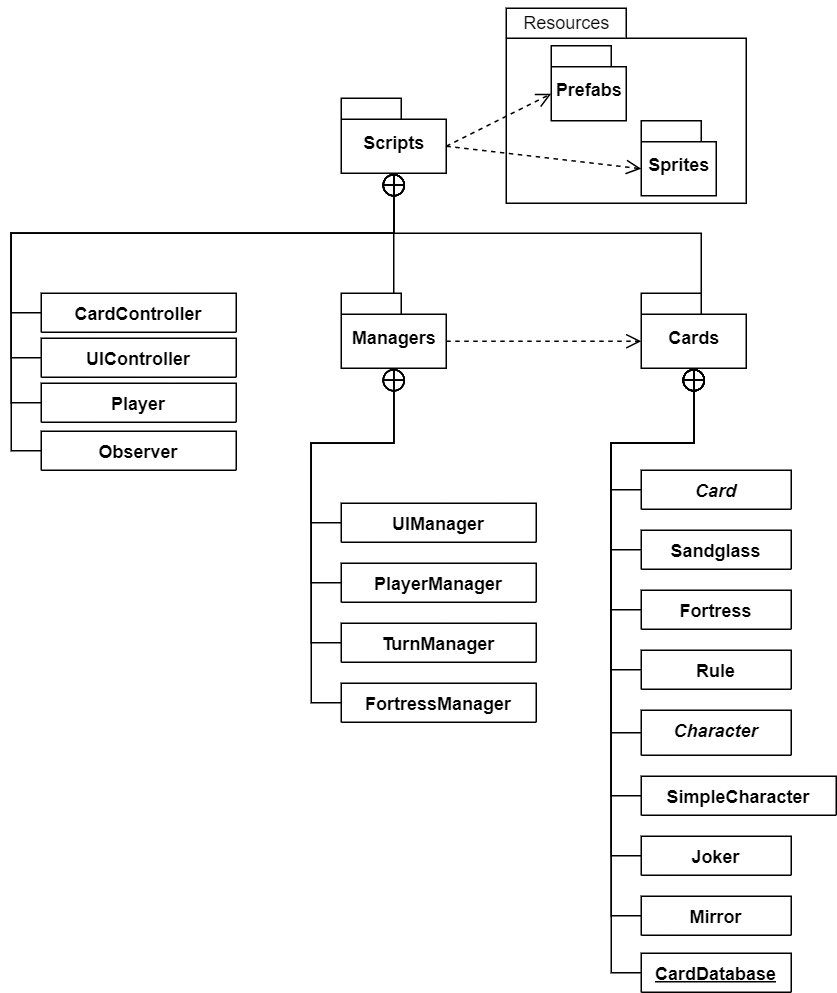 Resources
Prefabs
Scripts
Sprites
CardController
UIController
Player
Observer
Managers
Cards
UIManager
PlayerManager
TurnManager
FortressManager
Card
Sandglass
Fortress
Rule
Character
SimpleCharacter
Joker
Mirror
CardDatabase